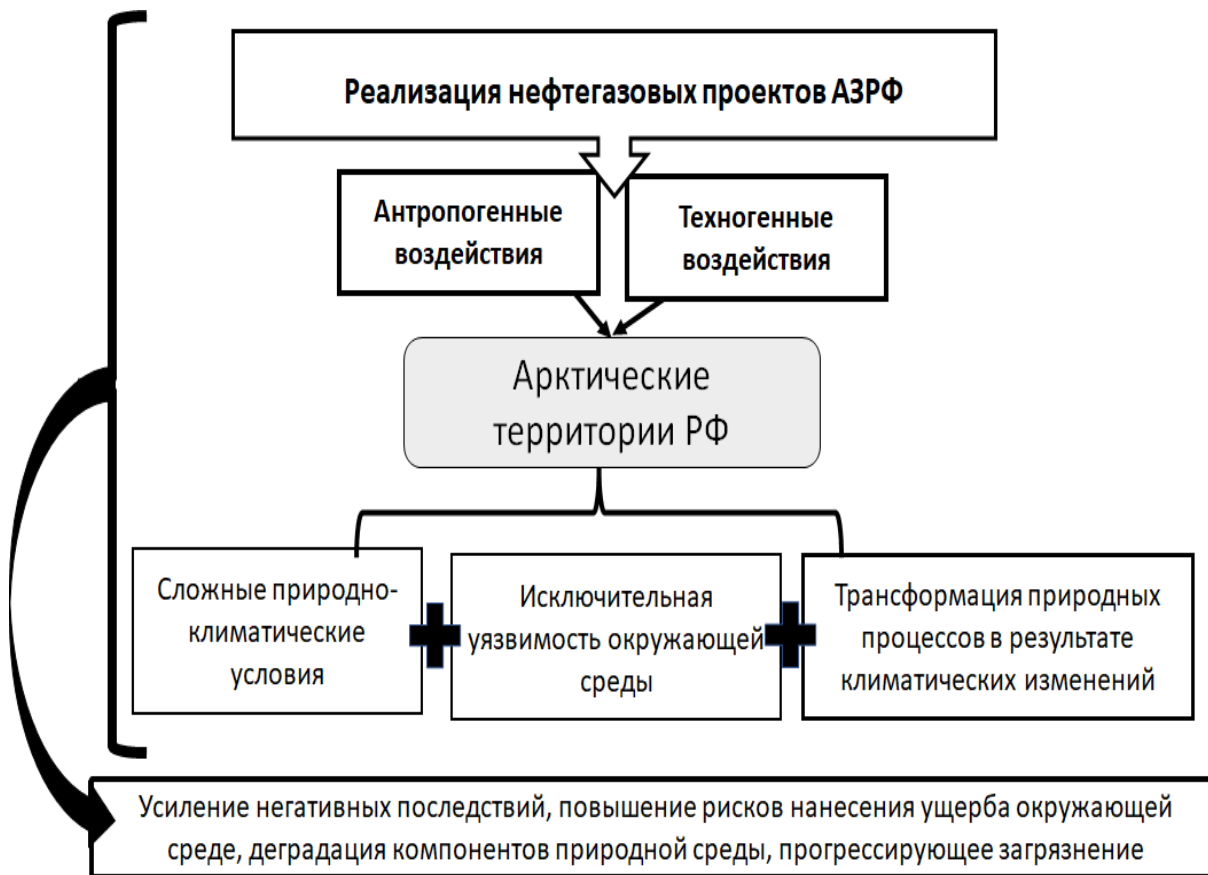 Реализация нефтегазовых проектов АЗРФ
Антропогенные
воздействия
Техногенные
воздействия
Арктические
территории РФ
Сложные природно-
климатические
условия
Исключительная
уязвимость окружающей
среды
Трансформация природных
процессов в результате
климатических изменений
Усиление негативных последствий, повышение рисков нанесения ущерба окружающей
среде, деградация компонентов природной среды, прогрессирующее загрязнение